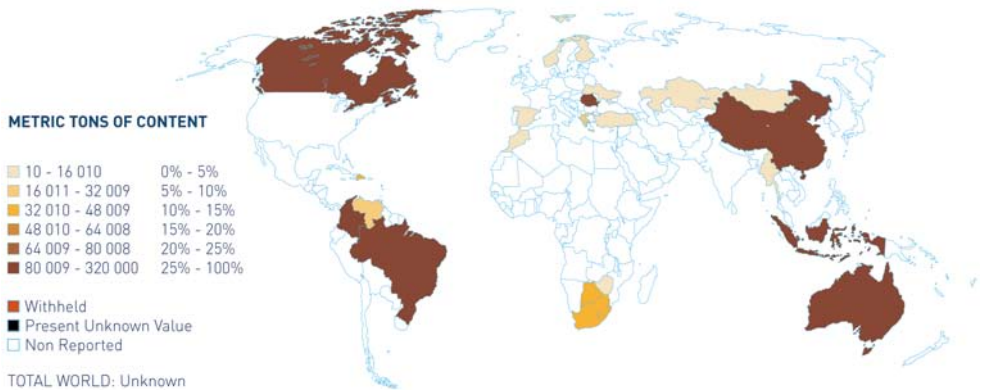 METRIC TONS OF CONTENT
10 - 16 010 0% - 5%
16 011 - 32 009 5% - 10%
32 010 - 48 009 10% - 15%
48 010 - 64 008 15% - 20%
64 009 - 80 008 20% - 25%
80 009 - 320 000 25% - 100%
Withheld
Present Unknown Value
Non Reported
TOTAL WORLD: Unknown